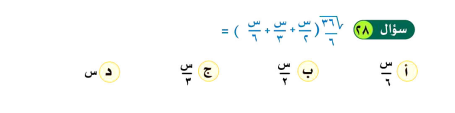 سؤال ٢٨
√٣٦/٦ (س/٢ + س/٣ + س/٦) =
أ س/٦ ب س/٢ ج س/٣ د س